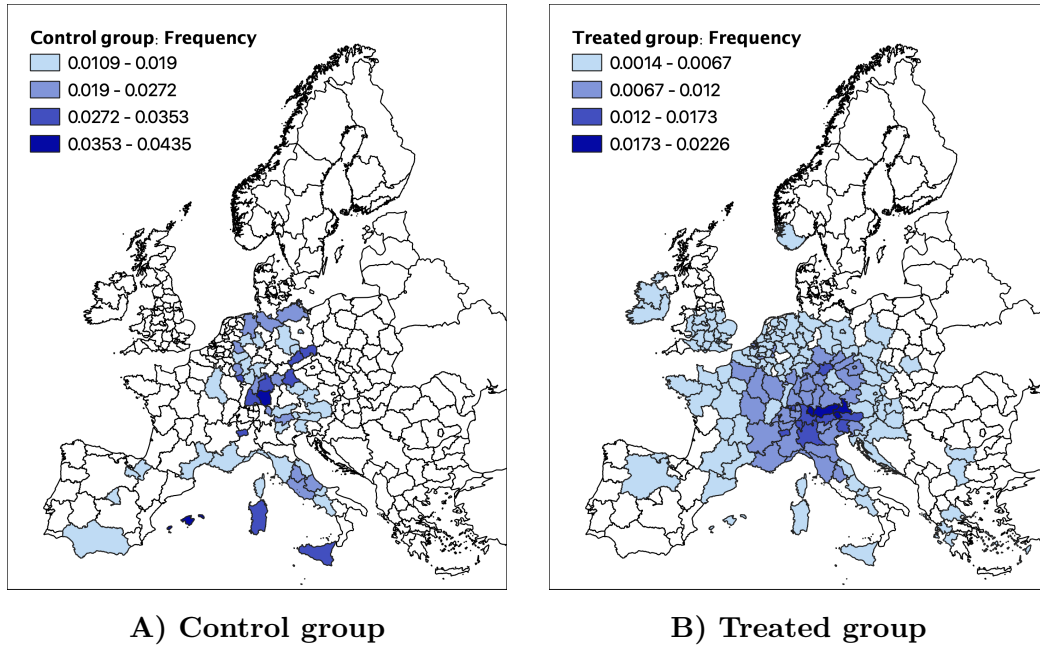 Control group: Frequency
0.0109 - 0.019
0.019 - 0.0272
0.0272 - 0.0353
0.0353 - 0.0435
Treated group: Frequency
0.0014 - 0.0067
0.0067 - 0.012
0.012 - 0.0173
0.0173 - 0.0226
A) Control group
B) Treated group